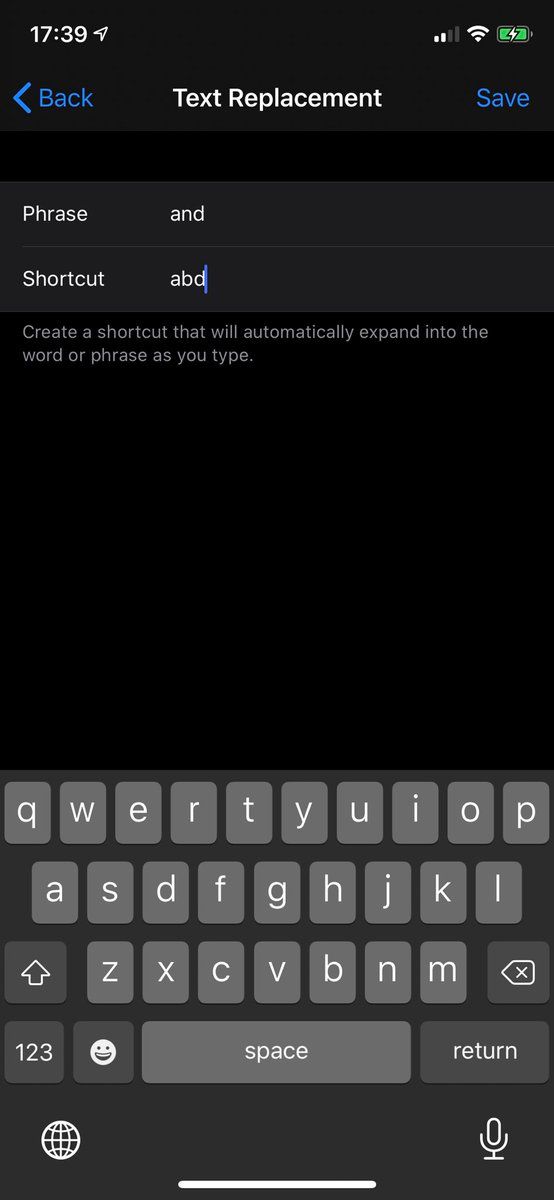 17:39
Back Text Replacement Save
Phrase and
Shortcut abd
Create a shortcut that will automatically expand into the
word or phrase as you type.
q w e r t y u i o p
a s d f g h j k l
z x c v b n m
123 space return